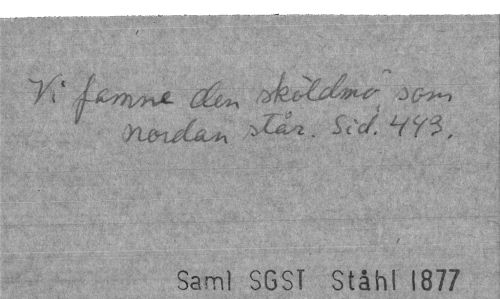 Vi famne den sköldmö som
nordan står. Sid. 443.
Saml SGST Ståhl 1877